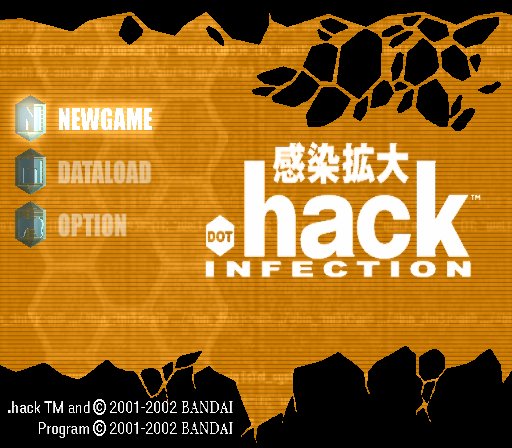 NEWGAME
DATALOAD
OPTION
感染拡大
DOT
.hack™
INFECTION
.hack TM and © 2001-2002 BANDAI
Program © 2001-2002 BANDAI